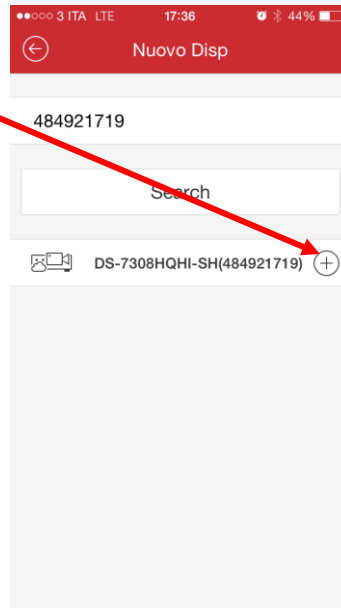 3 ITA LTE 17:36 44%
Nuovo Disp
484921719
Search
DS-7308HQHI-SH(484921719)